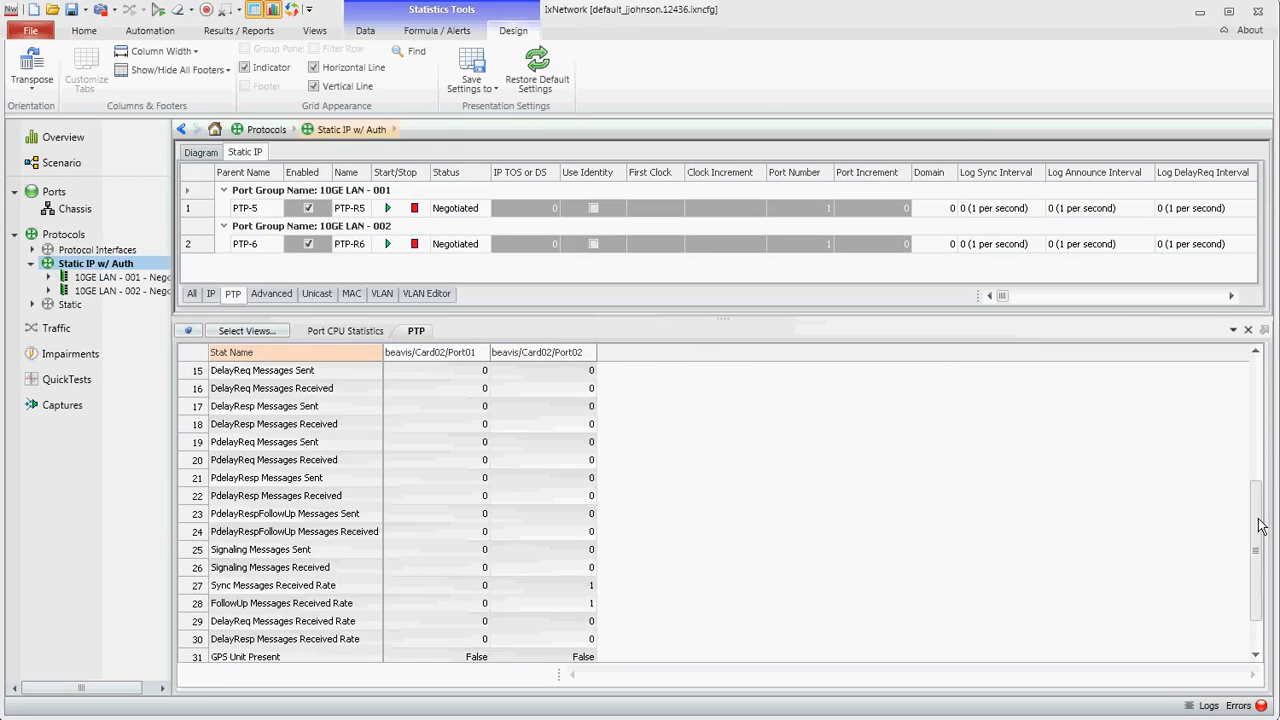 Statistics Tools
IxNetwork [default_jjohnson.12436.ixncfg]
File Home Automation Results / Reports Views Data Formula / Alerts Design About
Transpose
Customize Tabs
Column Width
Show/Hide All Footers
Group Panel Filter Row Find
Indicator Horizontal Line
Footer Vertical Line
Save Settings to
Restore Default Settings
Orientation Columns & Footers Grid Appearance Presentation Settings
Overview
Scenario
Ports
Chassis
Protocols
Protocol Interfaces
Static IP w/ Auth
10GE LAN - 001 - Nego
10GE LAN - 002 - Nego
Static
Traffic
Impairments
QuickTests
Captures
Protocols Static IP w/ Auth
Diagram Static IP
Parent Name Enabled Name Start/Stop Status IP TOS or DS Use Identity First Clock Clock Increment Port Number Port Increment Domain Log Sync Interval Log Announce Interval Log DelayReq Interval
Port Group Name: 10GE LAN - 001
1 PTP-5 PTP-R5 Negotiated 0 1 0 0 0 (1 per second) 0 (1 per second) 0 (1 per second)
Port Group Name: 10GE LAN - 002
2 PTP-6 PTP-R6 Negotiated 0 1 0 0 0 (1 per second) 0 (1 per second) 0 (1 per second)
All IP PTP Advanced Unicast MAC VLAN VLAN Editor
Select Views... Port CPU Statistics PTP
Stat Name beavis/Card02/Port01 beavis/Card02/Port02
15 DelayReq Messages Sent 0 0
16 DelayReq Messages Received 0 0
17 DelayResp Messages Sent 0 0
18 DelayResp Messages Received 0 0
19 PdelayReq Messages Sent 0 0
20 PdelayReq Messages Received 0 0
21 PdelayResp Messages Sent 0 0
22 PdelayResp Messages Received 0 0
23 PdelayRespFollowUp Messages Sent 0 0
24 PdelayRespFollowUp Messages Received 0 0
25 Signaling Messages Sent 0 0
26 Signaling Messages Received 0 0
27 Sync Messages Received Rate 0 1
28 FollowUp Messages Received Rate 0 1
29 DelayReq Messages Received Rate 0 0
30 DelayResp Messages Received Rate 0 0
31 GPS Unit Present False False
Logs Errors